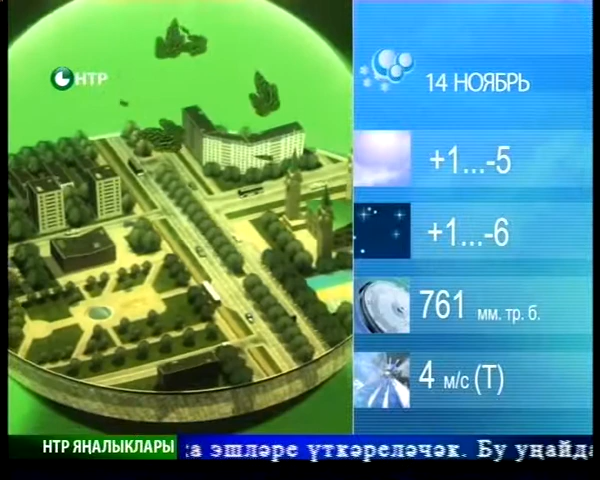 НТР
14 НОЯБРЬ
+1...-5
+1...-6
761 мм. тр. б.
4 м/с (Т)
НТР ЯҢАЛЫКЛАРЫ
эшләре үткәреләчәк. Бу уңайда